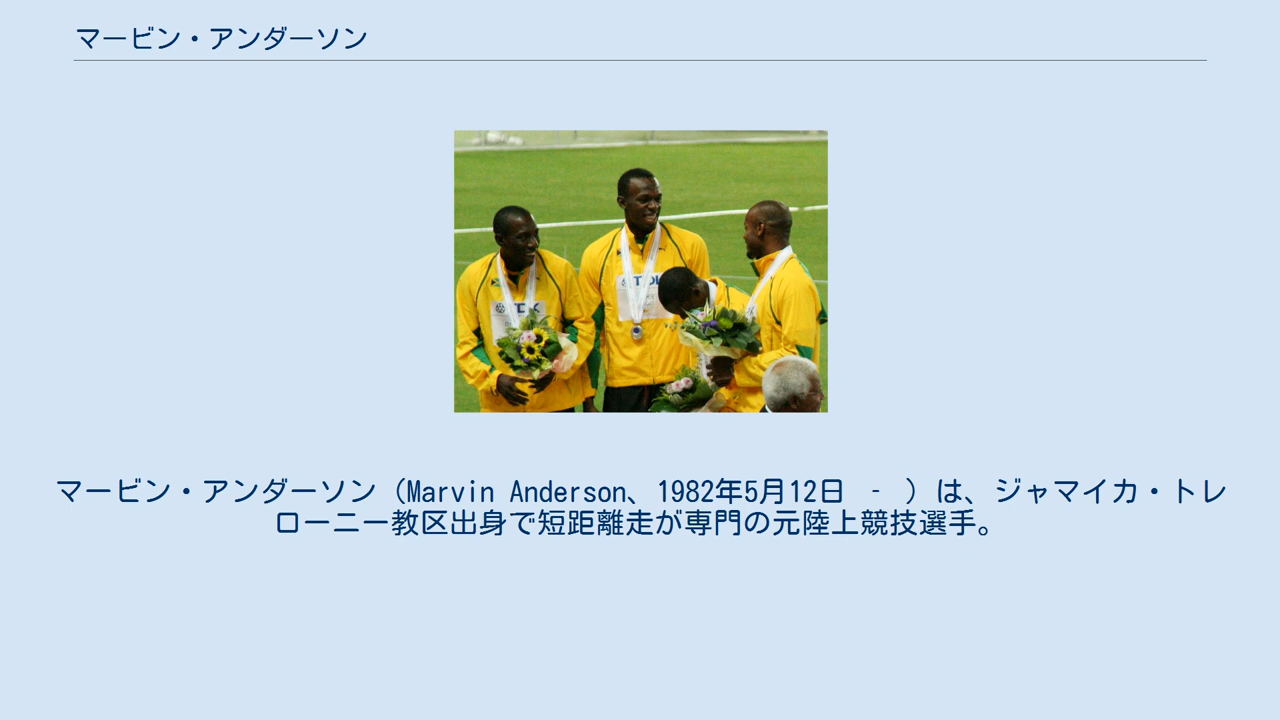 マービン・アンダーソン
TDK
TDK
マービン・アンダーソン（Marvin Anderson、1982年5月12日 - ）は、ジャマイカ・トレ
ローニー教区出身で短距離走が専門の元陸上競技選手。